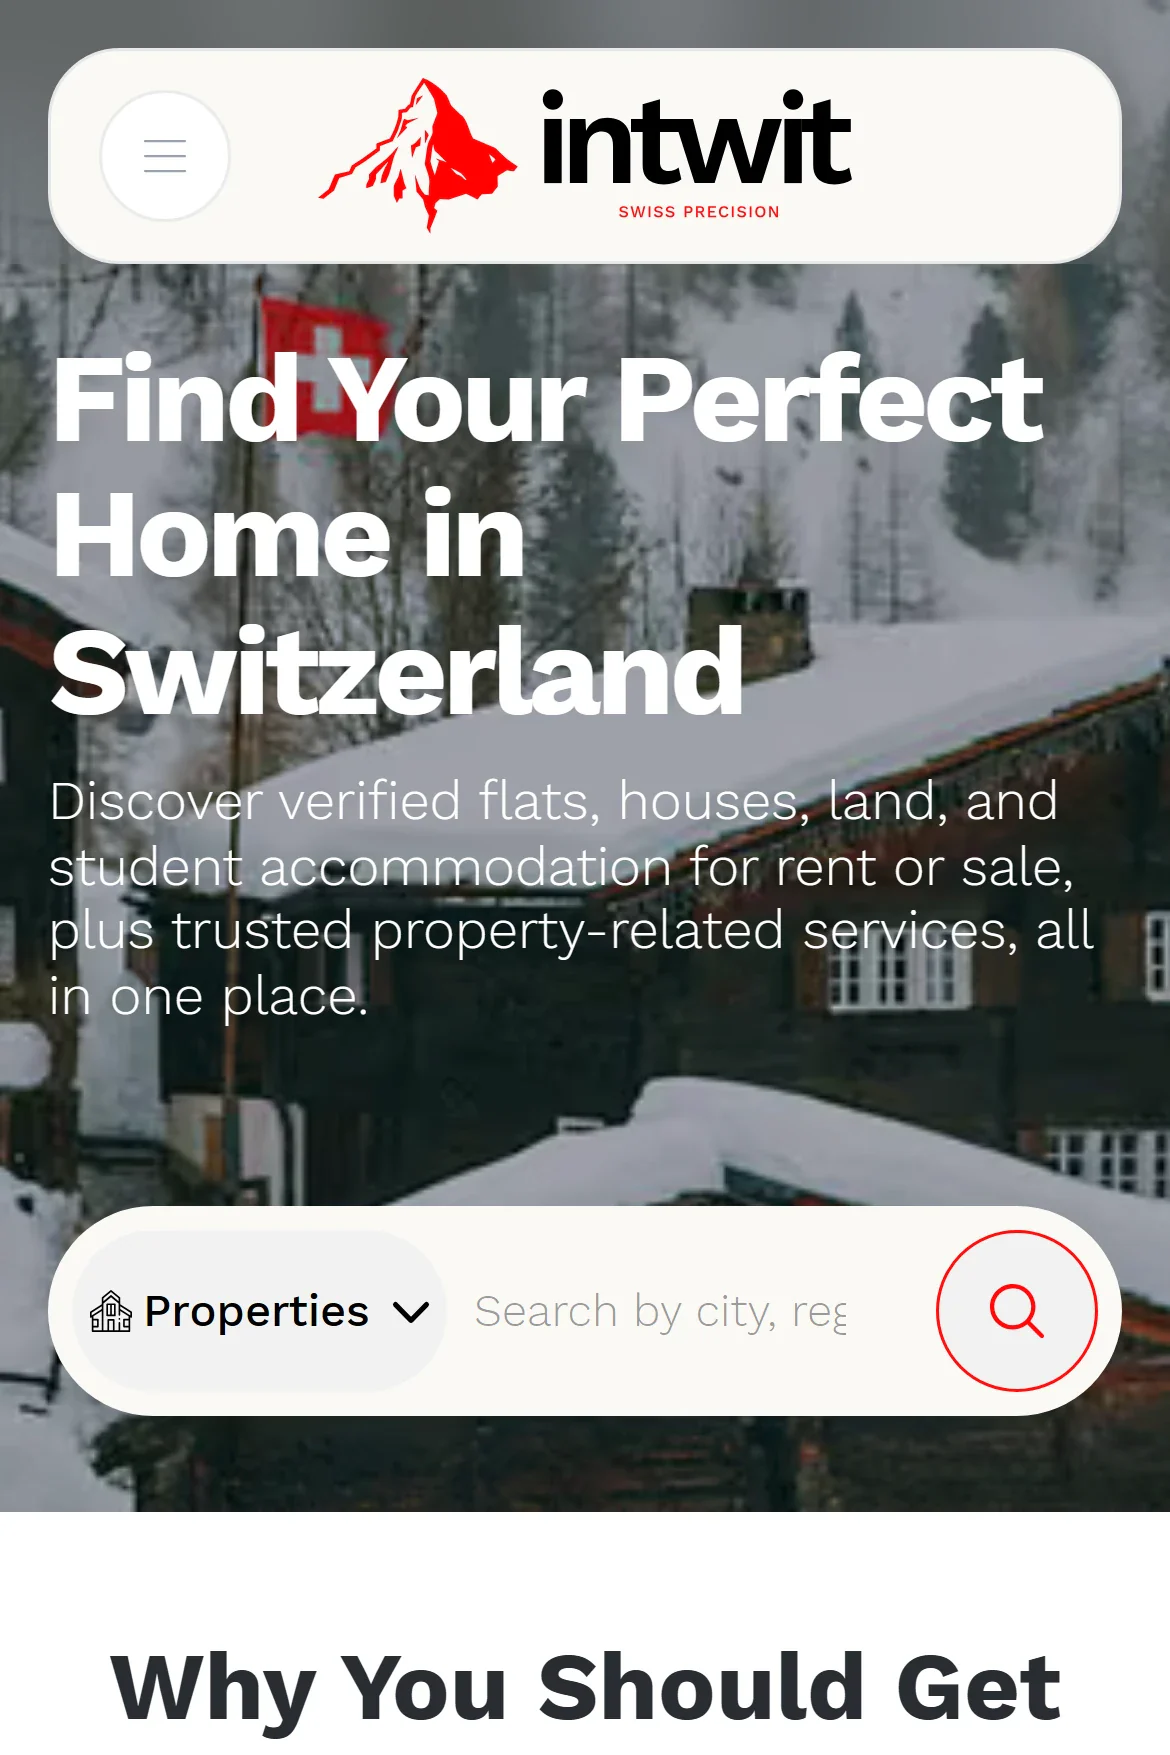 intwit
SWISS PRECISION
Find Your Perfect
Home in
Switzerland
Discover verified flats, houses, land, and
student accommodation for rent or sale,
plus trusted property-related services, all
in one place.
Properties
Search by city, reg
Why You Should Get